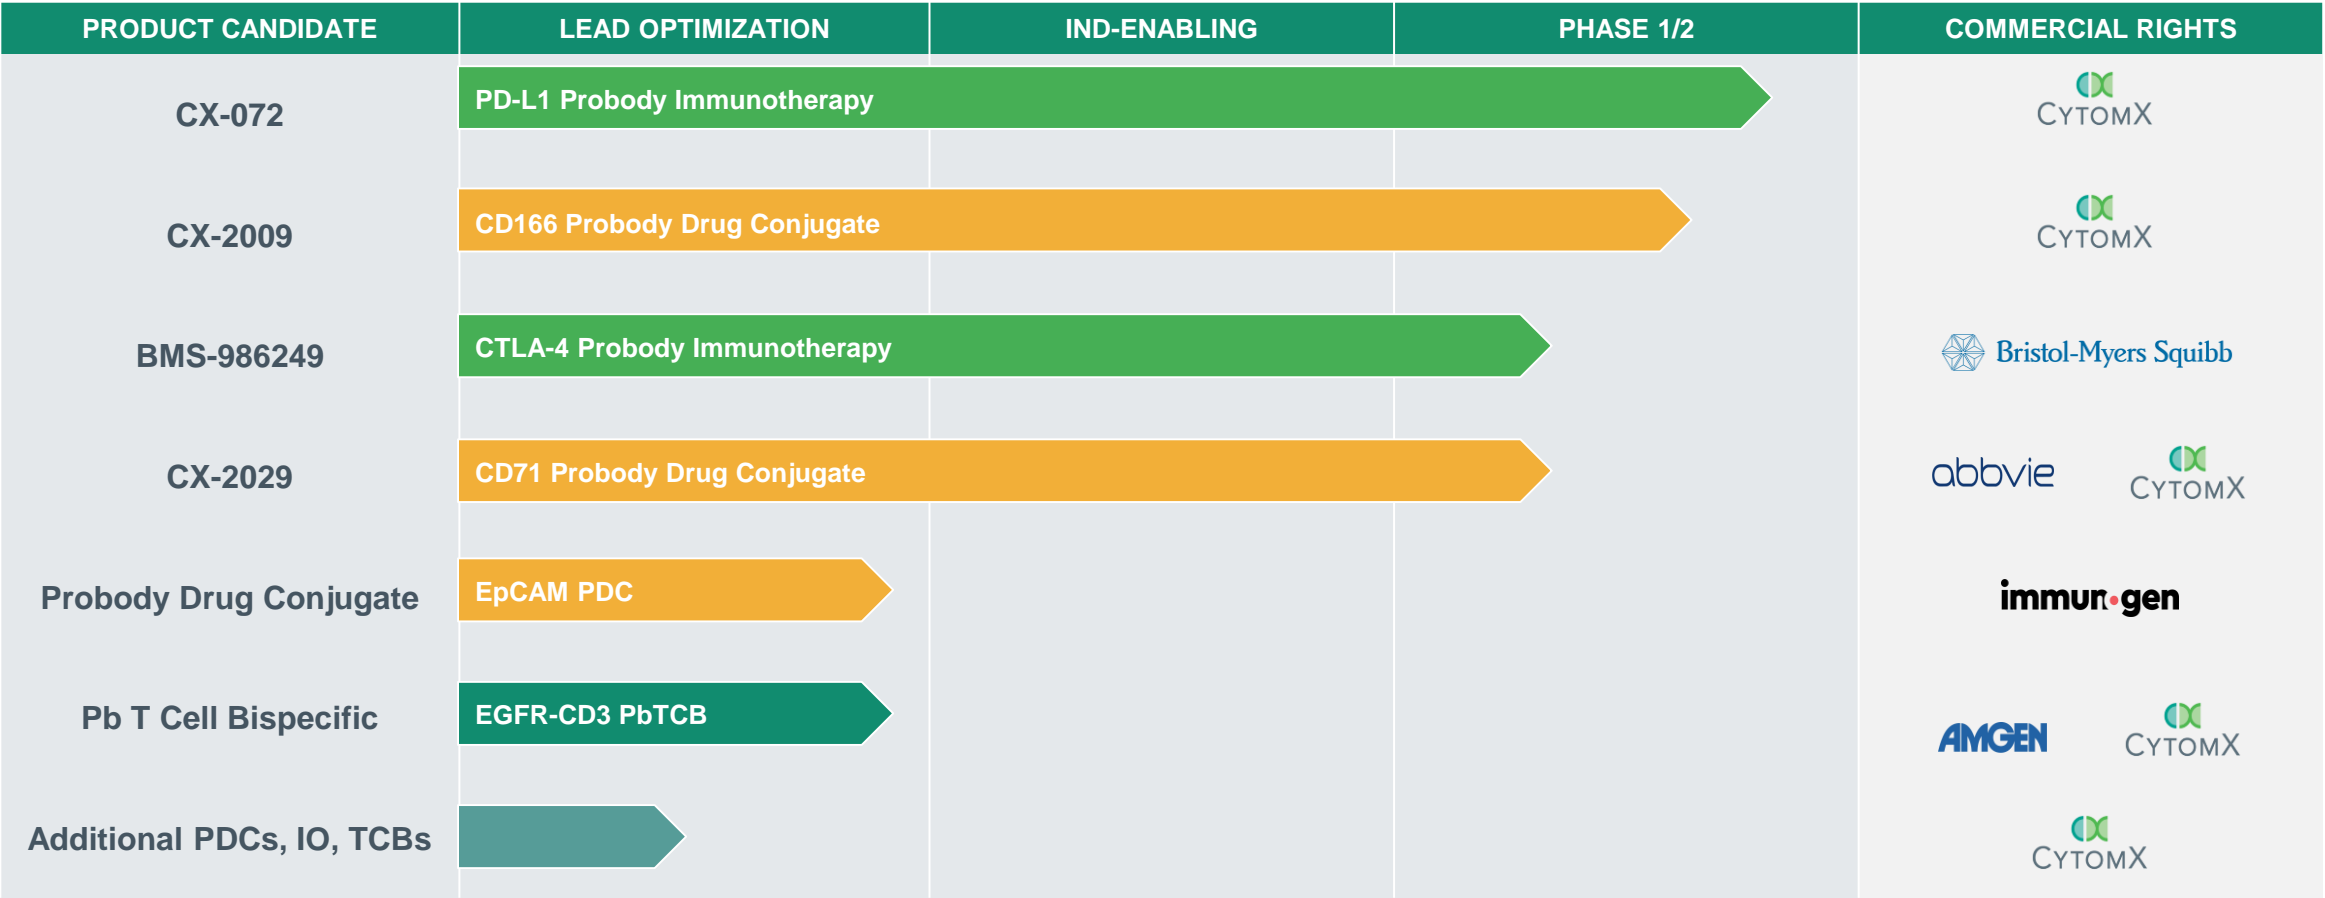 PRODUCT CANDIDATE LEAD OPTIMIZATION IND-ENABLING PHASE 1/2 COMMERCIAL RIGHTS
CX-072 PD-L1 Probody Immunotherapy CYTOMX
CX-2009 CD166 Probody Drug Conjugate CYTOMX
BMS-986249 CTLA-4 Probody Immunotherapy Bristol-Myers Squibb
CX-2029 CD71 Probody Drug Conjugate abbvie CYTOMX
Probody Drug Conjugate EpCAM PDC immunogen
Pb T Cell Bispecific EGFR-CD3 PbTCB AMGEN CYTOMX
Additional PDCs, IO, TCBs CYTOMX